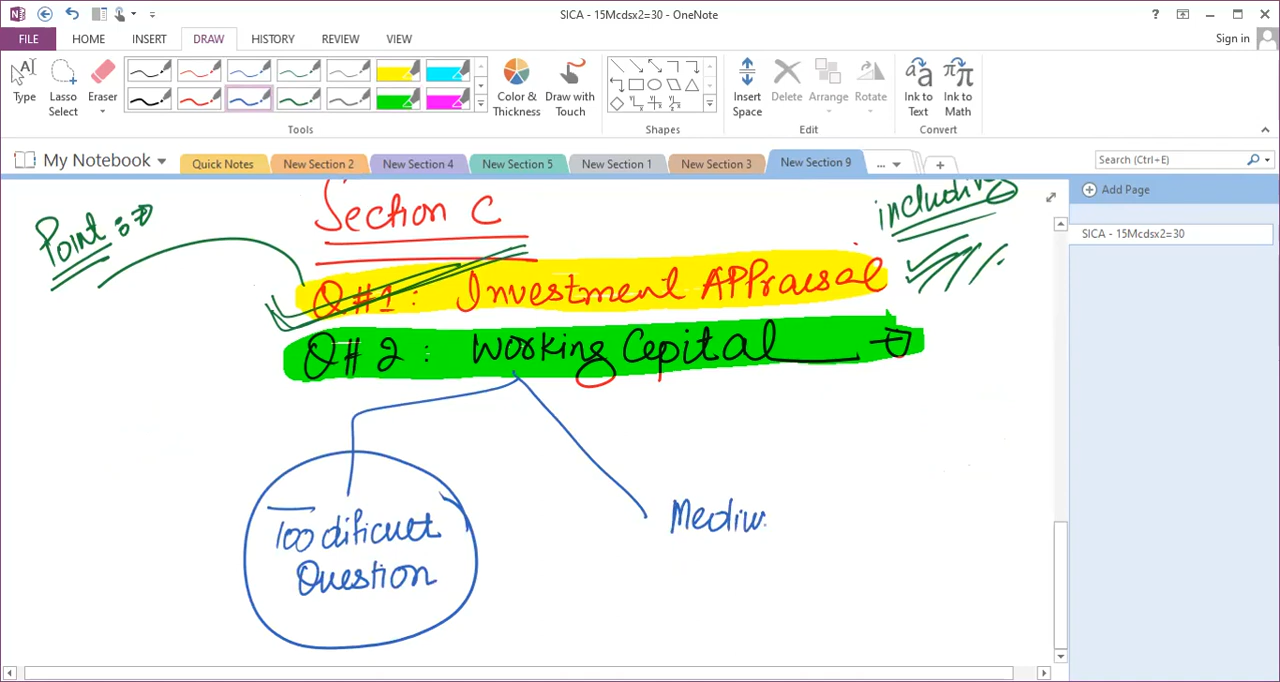 SICA - 15Mcdsx2=30 - OneNote
?
FILE HOME INSERT DRAW HISTORY REVIEW VIEW
Sign in
Type
Lasso Select
Eraser
Color & Thickness
Draw with Touch
Insert Space
Delete
Arrange
Rotate
Ink to Text
Ink to Math
Tools Shapes Edit Convert
My Notebook
Quick Notes New Section 2 New Section 4 New Section 5 New Section 1 New Section 3 New Section 9 ...
Search (Ctrl+E)
Add Page
SICA - 15Mcdsx2=30
Section C
including
Point :
Q#1 : Investment Appraisal
Q# 2 : Working Cepital
Too dificult
Question
Mediu